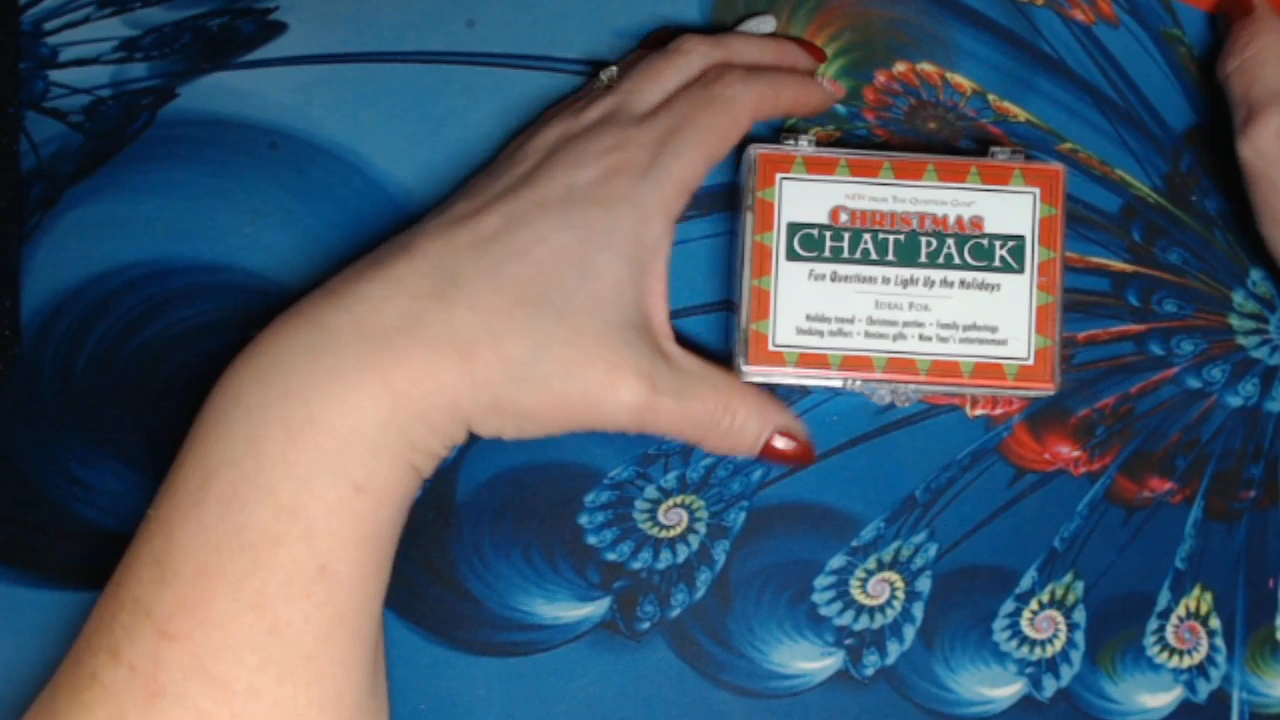 NEW FROM THE QUESTION GUYS™
CHRISTMAS
CHAT PACK
Fun Questions to Light Up the Holidays
IDEAL FOR:
Holiday travel • Christmas parties • Family gatherings
Stocking stuffers • Hostess gifts • New Year's entertainment